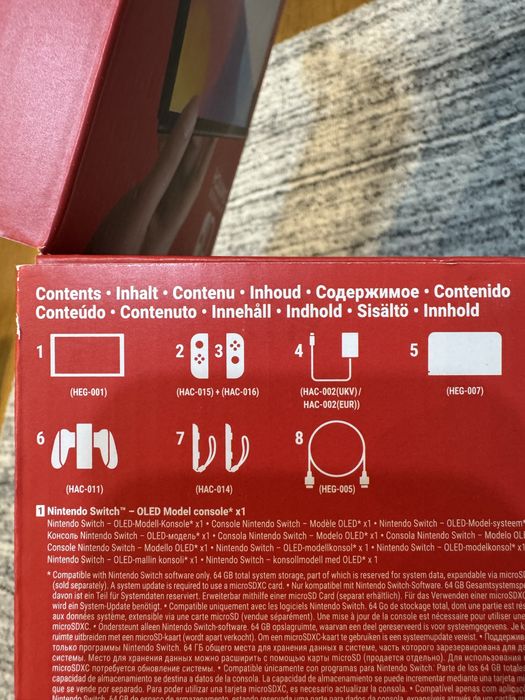 Contents • Inhalt • Contenu • Inhoud • Содержимое • Contenido
Conteúdo • Contenuto • Innehåll • Indhold • Sisältö • Innhold
1 2 3 4 5
(HEG-001) (HAC-015) + (HAC-016) (HAC-002(UKV) / (HEG-007)
HAC-002(EUR))
6 7 8
(HAC-011) (HAC-014) (HEG-005)
1 Nintendo Switch™ – OLED Model console* x1
Nintendo Switch – OLED-Modell-Konsole* x1 • Console Nintendo Switch – Modèle OLED* x1 • Nintendo Switch – OLED-Model-systeem*
Консоль Nintendo Switch – OLED-модель* x1 • Consola Nintendo Switch – Modelo OLED* x1 • Consola Nintendo Switch – Modelo OLED
Console Nintendo Switch – Modello OLED* x1 • Nintendo Switch – OLED-modellkonsol* x1 • Nintendo Switch – OLED-modelkonsol* x1
Nintendo Switch – OLED-mallin konsoli* x1 • Nintendo Switch – konsollmodell med OLED* x 1
* Compatible with Nintendo Switch software only. 64 GB total system storage, part of which is reserved for system data, expandable via microSD
(sold separately). A system update is required to use a microSDXC card. • Nur kompatibel mit Nintendo Switch-Software. 64 GB Gesamtsystemspe
davon ist ein Teil für Systemdaten reserviert. Erweiterbar mithilfe einer microSD Card (separat erhältlich). Für das Verwenden einer microSD
wird ein System-Update benötigt. • Compatible uniquement avec les logiciels Nintendo Switch. 64 Go de stockage total, dont une partie est rés
aux données système, extensible via une carte microSD (vendue séparément). Une mise à jour de la console est nécessaire pour utiliser une
microSDXC. • Ondersteunt alleen Nintendo Switch-software. 64 GB opslagruimte, waarvan een deel gereserveerd is voor systeemgegevens. Je k
ruimte uitbreiden met een microSD-kaart (wordt apart verkocht). Om een microSDXC-kaart te gebruiken is een systeemupdate vereist. • Поддержив
только программы Nintendo Switch. 64 ГБ общего места для хранения данных в системе, часть которого зарезервирована для да
системы. Место для хранения данных можно расширить с помощью карты microSD (продается отдельно). Для использования
microSDXC потребуется обновление системы. • Compatible únicamente con programas para Nintendo Switch. Parte de los 64 GB tota
capacidad de almacenamiento se destina a datos de la consola. La capacidad de almacenamiento se puede incrementar mediante una tarjeta m
que se vende por separado. Para poder utilizar una tarjeta microSDXC, es necesario actualizar la consola. • Compatível apenas com aplic